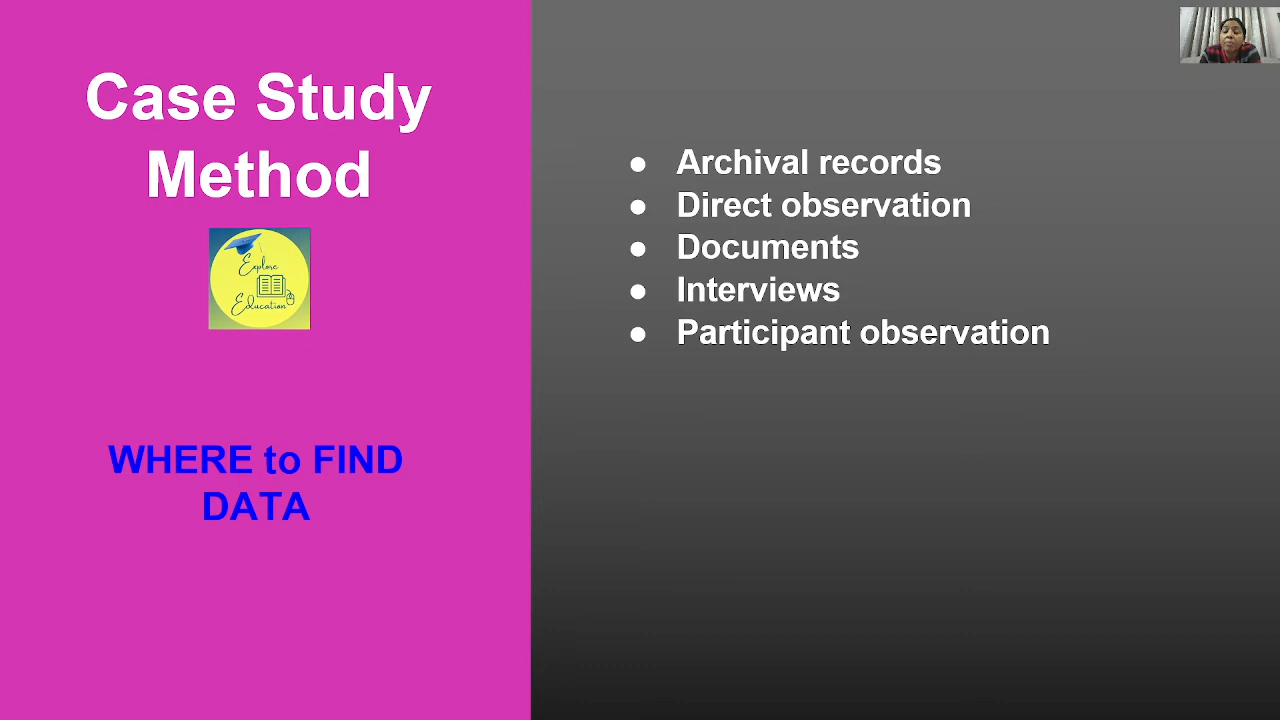 Case Study
Method
Explore
Education
WHERE to FIND
DATA
● Archival records
● Direct observation
● Documents
● Interviews
● Participant observation